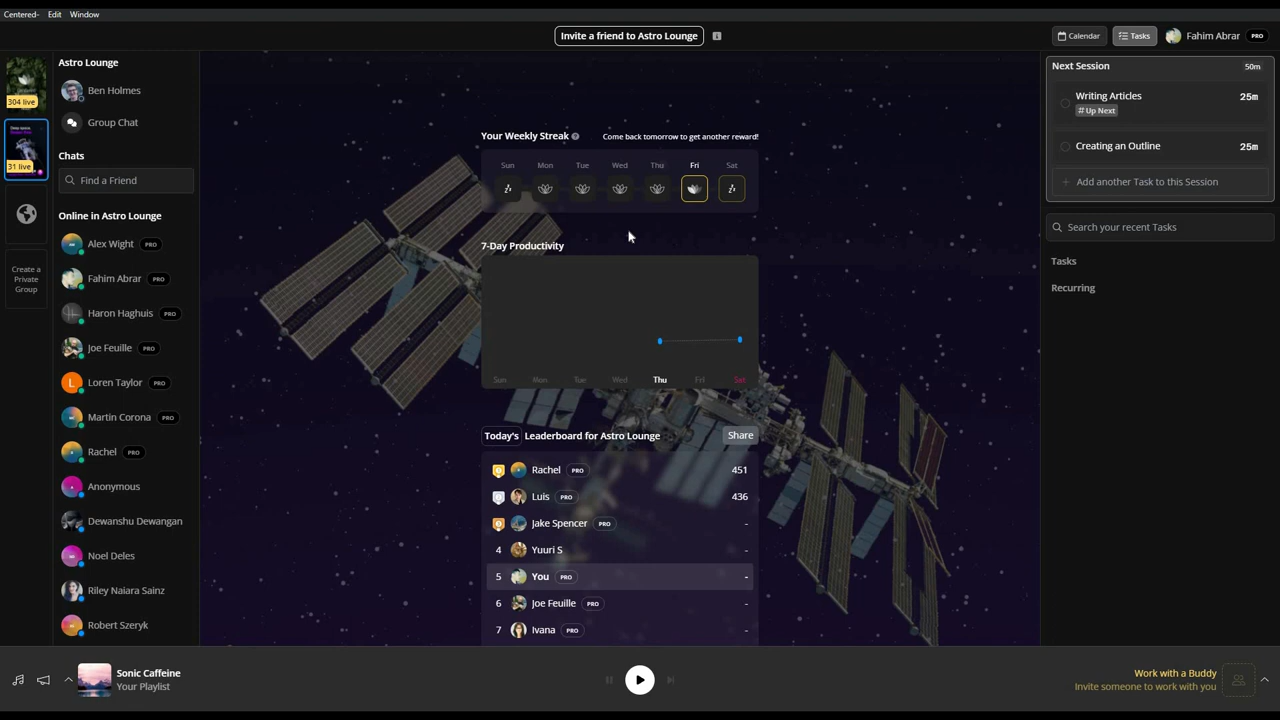 Centered- Edit Window
Invite a friend to Astro Lounge
Calendar
Tasks
Fahim Abrar PRO
304 live
31 live
Create a
Private
Group
Astro Lounge
Ben Holmes
Group Chat
Chats
Find a Friend
Online in Astro Lounge
Alex Wight PRO
Fahim Abrar PRO
Haron Haghuis PRO
Joe Feuille PRO
L Loren Taylor PRO
Martin Corona PRO
Rachel PRO
Anonymous
Dewanshu Dewangan
Noel Deles
Riley Naiara Sainz
Robert Szeryk
Your Weekly Streak Come back tomorrow to get another reward!
Sun Mon Tue Wed Thu Fri Sat
7-Day Productivity
Sun Mon Tue Wed Thu Fri Sat
Today's Leaderboard for Astro Lounge Share
Rachel PRO 451
Luis PRO 436
Jake Spencer PRO -
4 Yuuri S -
5 You PRO -
6 Joe Feuille PRO -
7 Ivana PRO -
Next Session 50m
Writing Articles 25m
# Up Next
Creating an Outline 25m
+ Add another Task to this Session
Search your recent Tasks
Tasks
Recurring
Sonic Caffeine
Your Playlist
Work with a Buddy
Invite someone to work with you